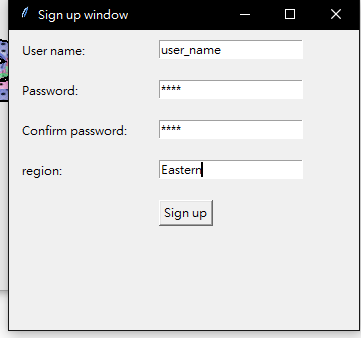 Sign up window
User name: user_name
Password: ****
Confirm password: ****
region: Eastern
Sign up